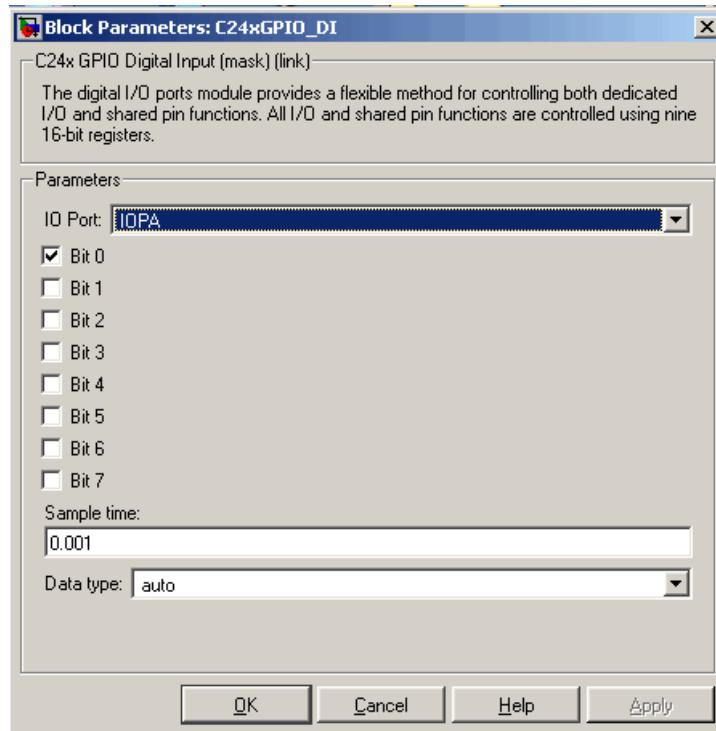 Block Parameters: C24xGPIO_DI
C24x GPIO Digital Input (mask) (link)
The digital I/O ports module provides a flexible method for controlling both dedicated
I/O and shared pin functions. All I/O and shared pin functions are controlled using nine
16-bit registers.
Parameters
IO Port: IOPA
Bit 0
Bit 1
Bit 2
Bit 3
Bit 4
Bit 5
Bit 6
Bit 7
Sample time:
0.001
Data type: auto
OK Cancel Help Apply